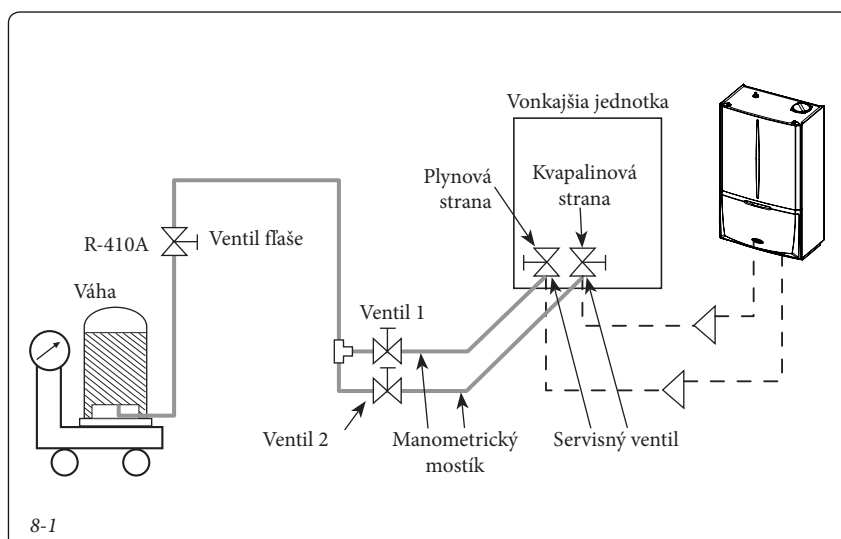 Vonkajšia jednotka
Plynová
strana
Kvapalinová
strana
R-410A
Ventil fľaše
Váha
Ventil 1
Ventil 2
Manometrický
mostík
Servisný ventil
8-1